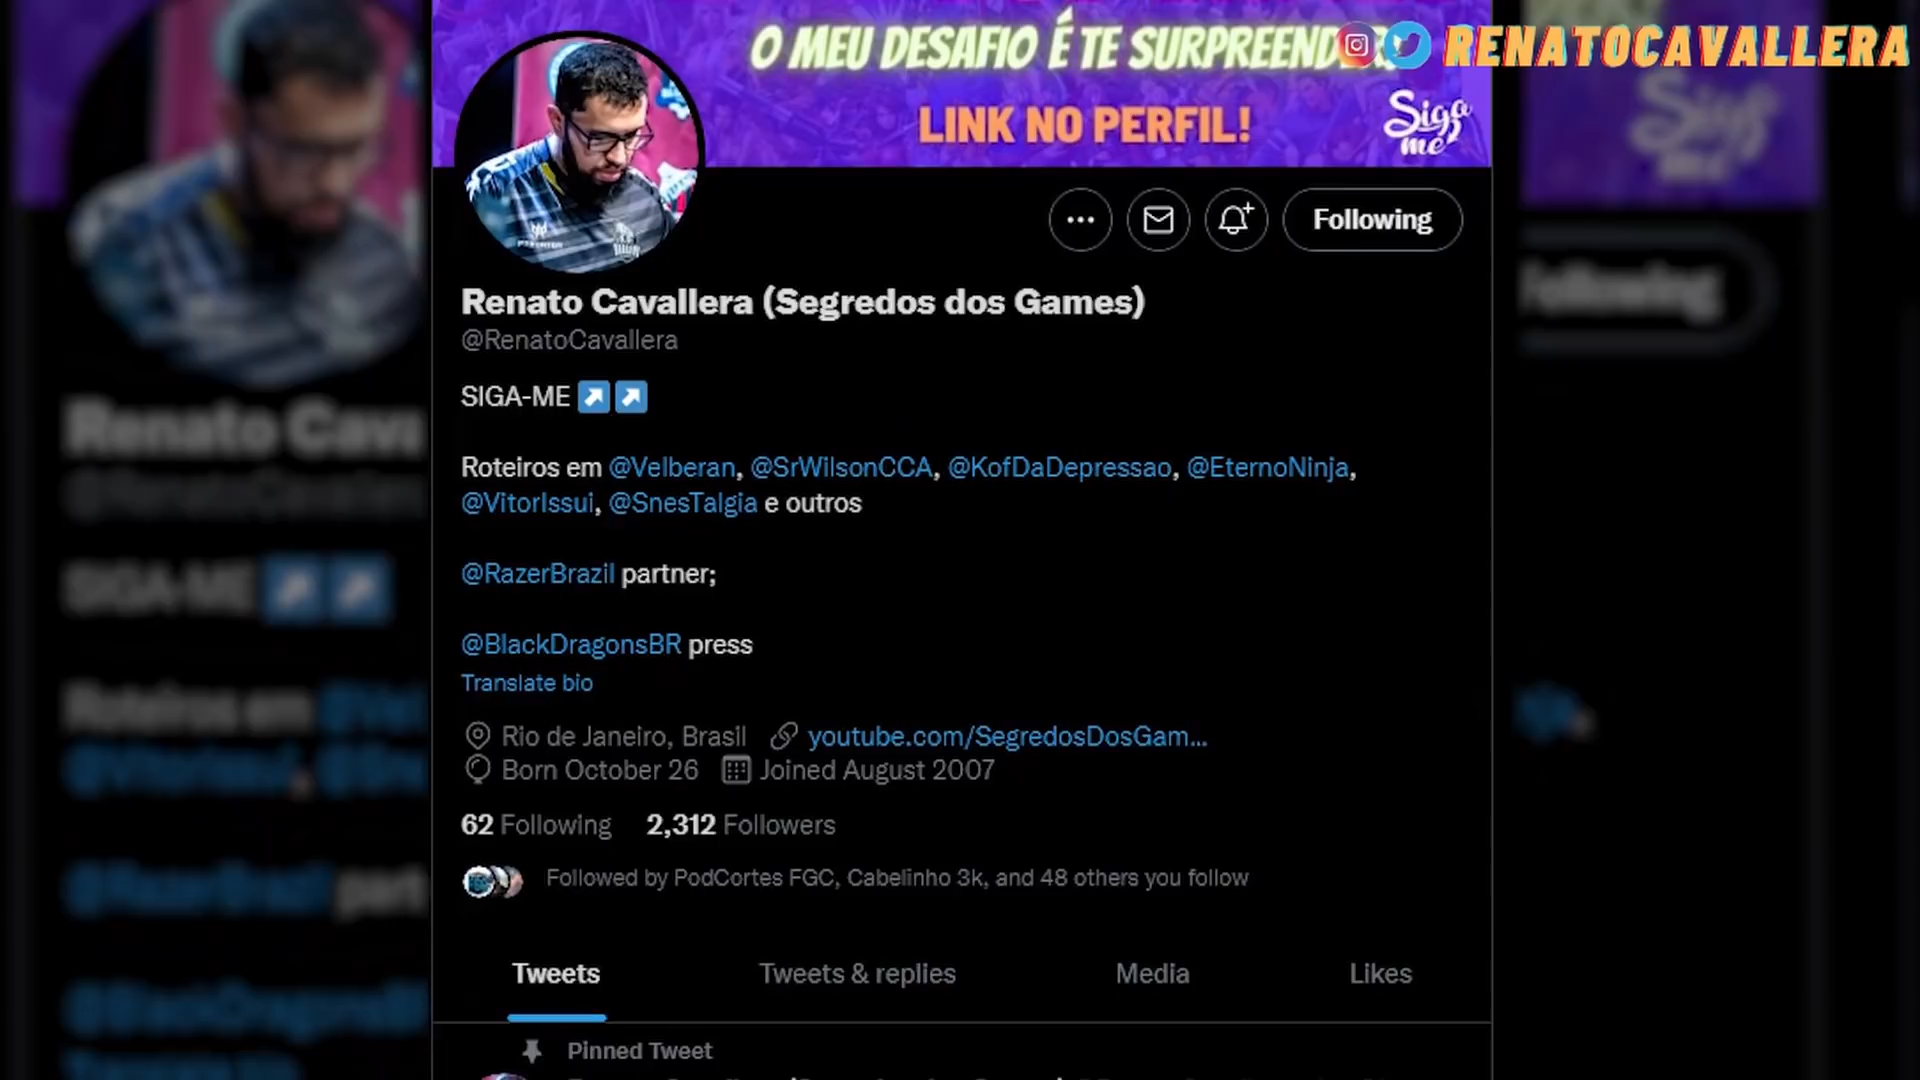 O MEU DESAFIO É TE SURPREEND
RENATOCAVALLERA
LINK NO PERFIL!
Siga me
Following
Renato Cavallera (Segredos dos Games)
@RenatoCavallera
SIGA-ME
Roteiros em @Velberan, @SrWilsonCCA, @KofDaDepressao, @EternoNinja,
@VitorIssui, @SnesTalgia e outros
@RazerBrazil partner;
@BlackDragonsBR press
Translate bio
Rio de Janeiro, Brasil youtube.com/SegredosDosGam...
Born October 26 Joined August 2007
62 Following 2,312 Followers
Followed by PodCortes FGC, Cabelinho 3k, and 48 others you follow
Tweets Tweets & replies Media Likes
Pinned Tweet